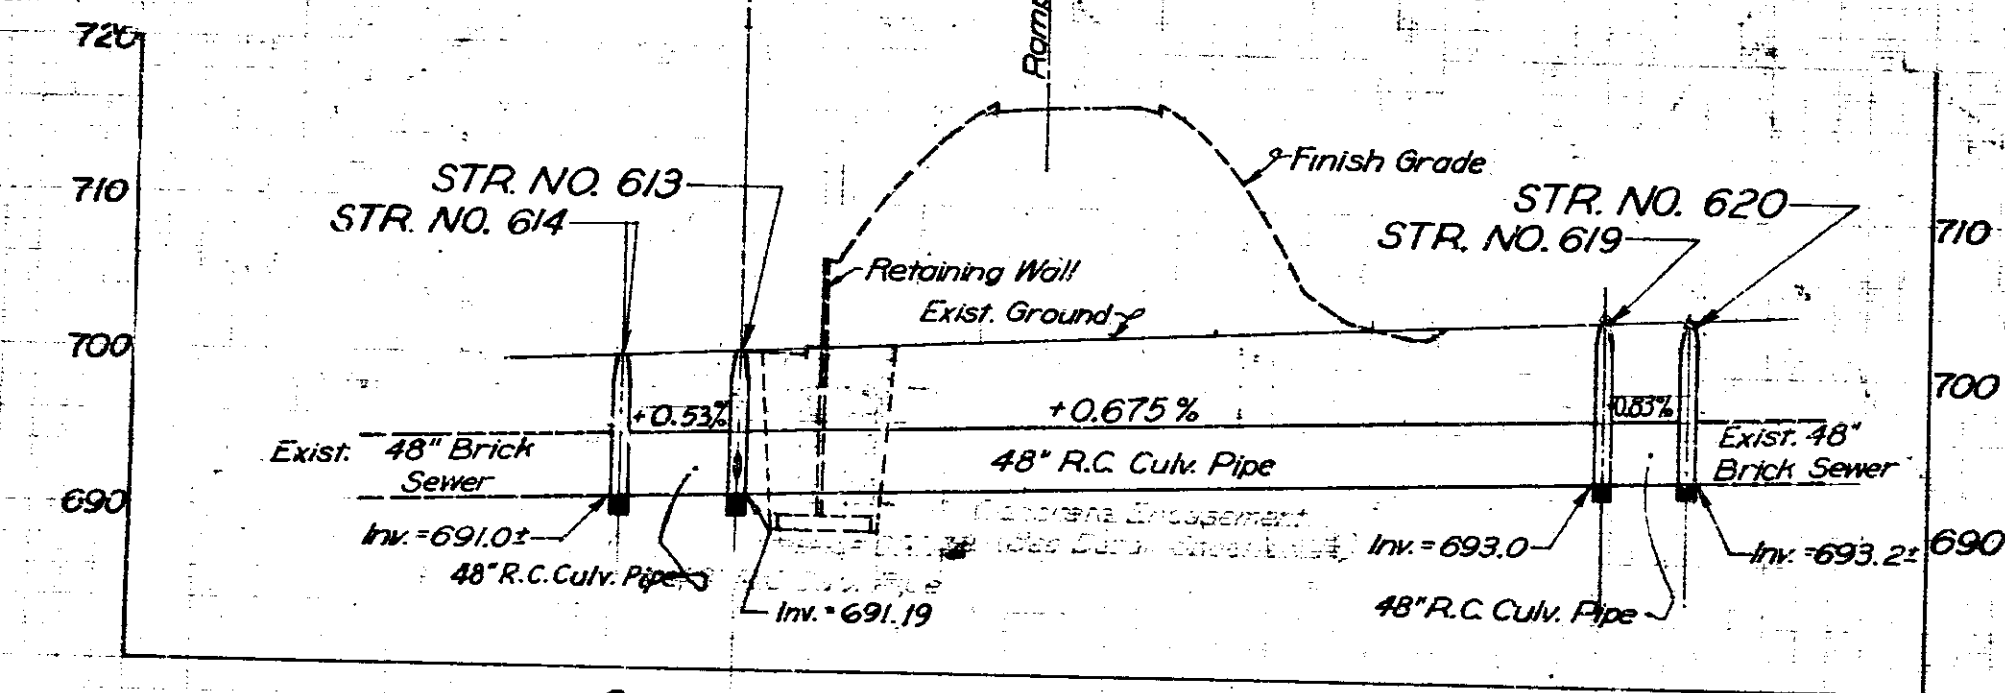 720
Ramp
STR. NO. 613
710
STR. NO. 614
Finish Grade
STR. NO. 620
STR. NO. 619
710
Retaining Wall
Exist. Ground
700
700
+0.53%
+0.675%
0.83%
Exist. 48" Brick
Sewer
48" R.C. Culv. Pipe
Exist. 48"
Brick Sewer
690
Inv. = 691.0±
Encasement
Inv. = 693.0
Inv. = 693.2±
690
48" R.C. Culv. Pipe
Inv. = 691.19
48" R.C. Culv. Pipe